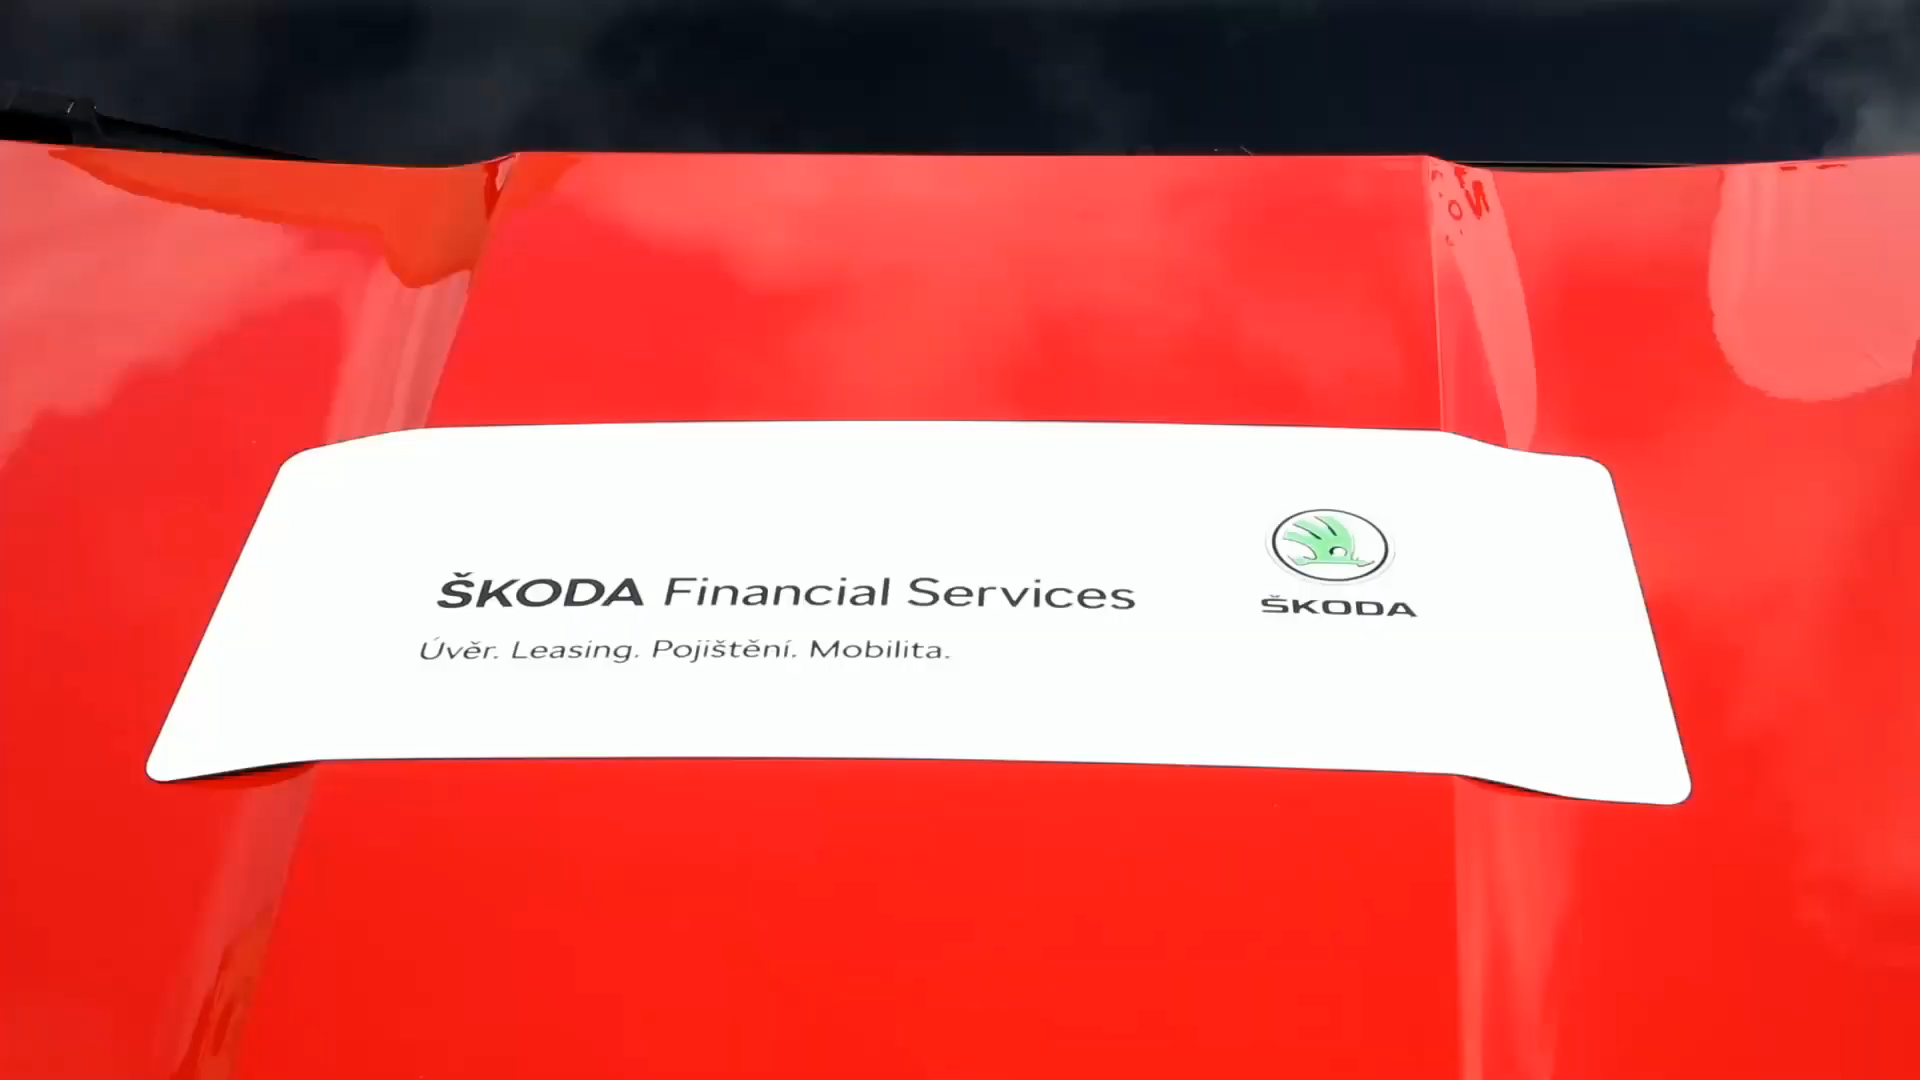 ŠKODA Financial Services
Úvěr. Leasing. Pojištění. Mobilita.
ŠKODA